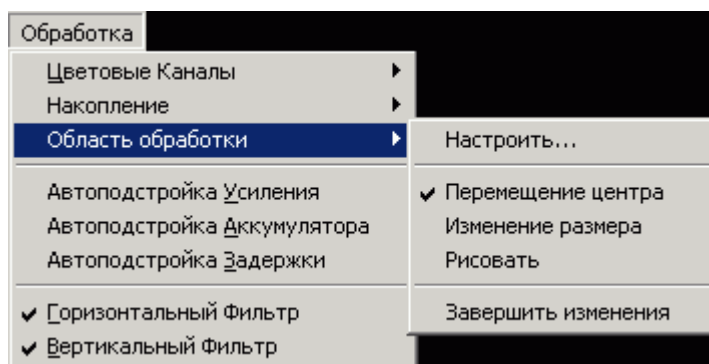 Обработка
Цветовые Каналы
Накопление
Область обработки
Автоподстройка Усиления
Автоподстройка Аккумулятора
Автоподстройка Задержки
Горизонтальный Фильтр
Вертикальный Фильтр
Настроить...
Перемещение центра
Изменение размера
Рисовать
Завершить изменения